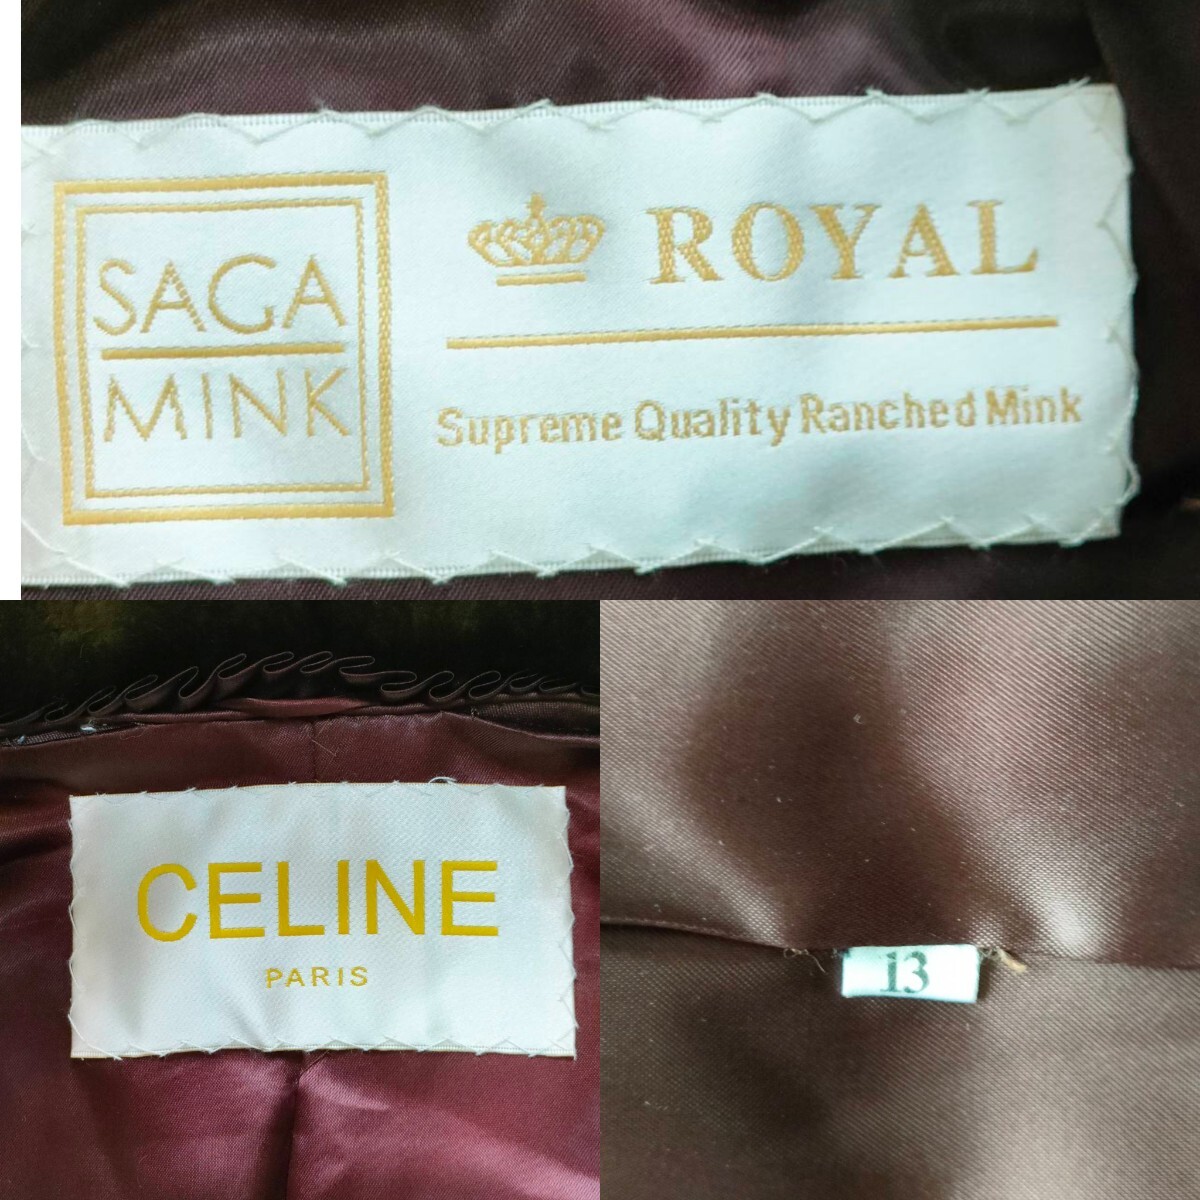 SAGA
MINK
ROYAL
Supreme Quality Ranched Mink
CELINE
PARIS
13